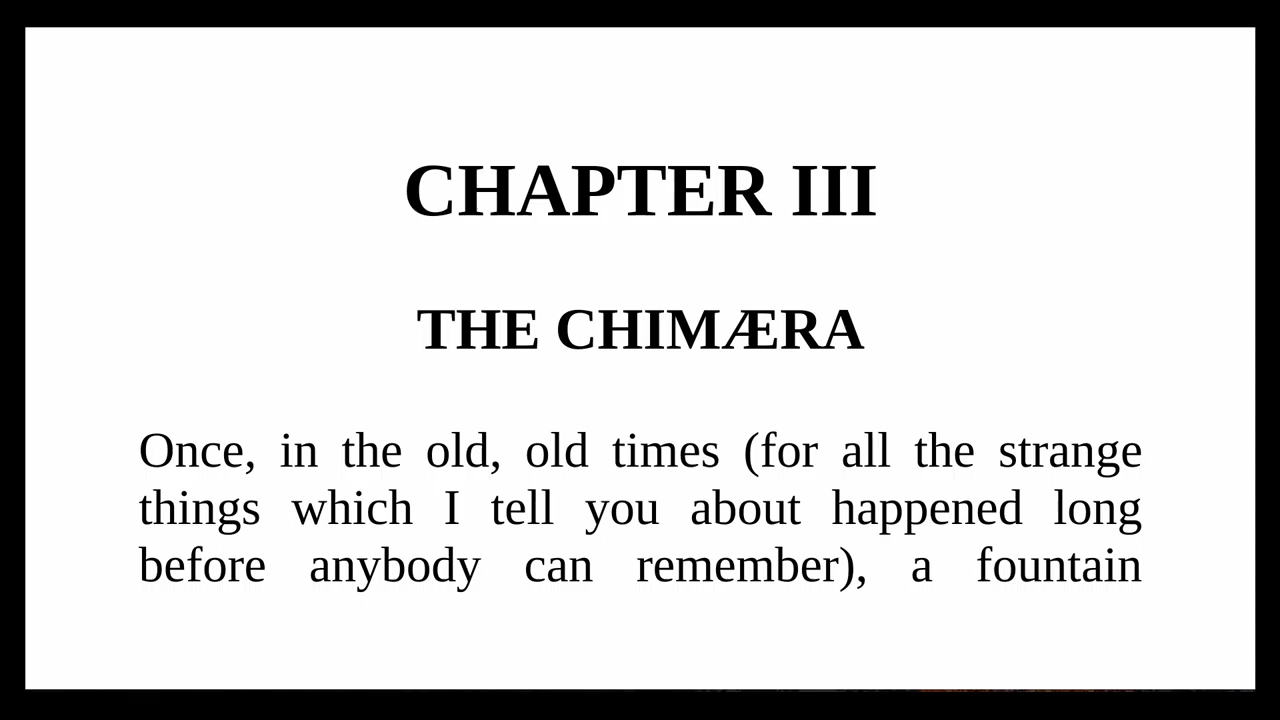 CHAPTER III
THE CHIMÆRA
Once, in the old, old times (for all the strange
things which I tell you about happened long
before anybody can remember), a fountain